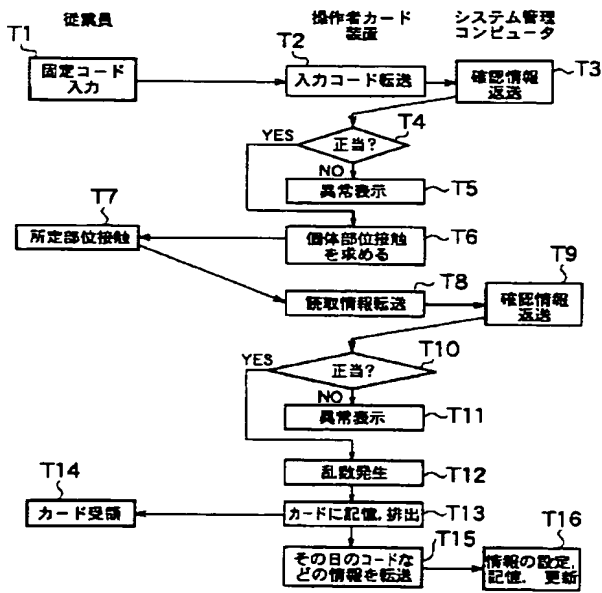 従業員
操作者カード
装置
システム管理
コンピュータ
T1
T2
T3
固定コード
入力
入力コード転送
確認情報
返送
T4
YES
正当?
NO
T5
異常表示
T7
所定部位接触
個体部位接触
を求める
T6
T8
T9
読取情報転送
確認情報
返送
T10
YES
正当?
NO
異常表示
T11
乱数発生
T12
T14
カード受領
カードに記憶,排出
T13
T15
T16
その日のコードな
どの情報を転送
情報の設定,
記憶, 更新